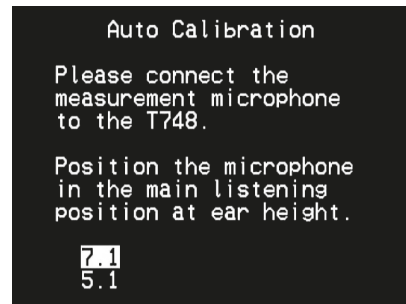 Auto Calibration
Please connect the
measurement microphone
to the T748.
Position the microphone
in the main listening
position at ear height.
7.1
5.1